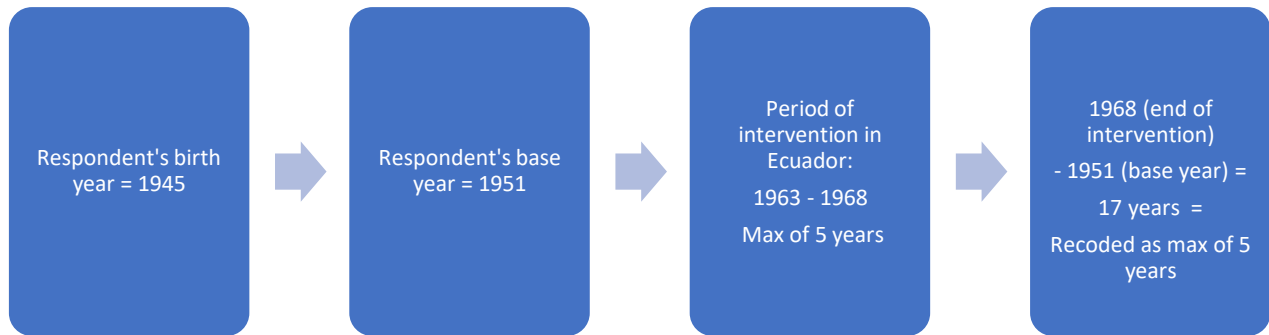 Respondent's birth
year = 1945
Respondent's base
year = 1951
Period of
intervention in
Ecuador:
1963 - 1968
Max of 5 years
1968 (end of
intervention)
- 1951 (base year) =
17 years =
Recoded as max of 5
years